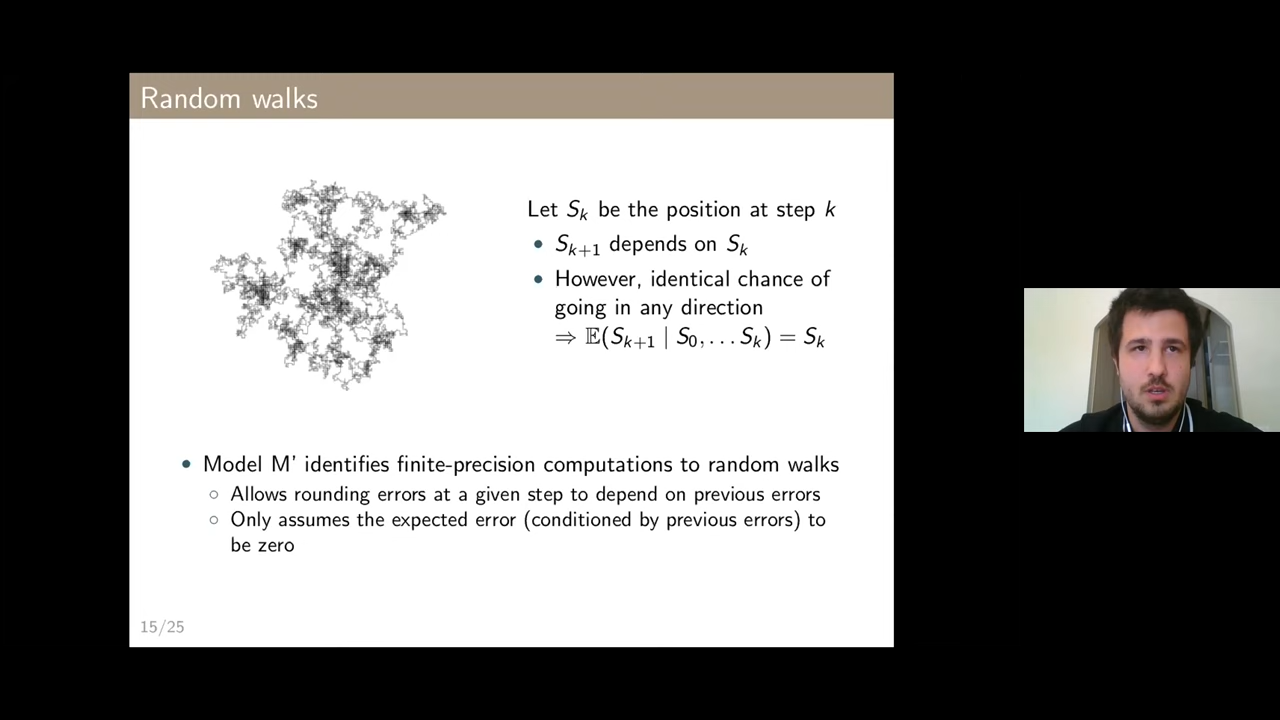 Random walks
Let S_k be the position at step k
• S_{k+1} depends on S_k
• However, identical chance of
going in any direction
⇒ 𝔼(S_{k+1} | S_0, … S_k) = S_k
• Model M' identifies finite-precision computations to random walks
○ Allows rounding errors at a given step to depend on previous errors
○ Only assumes the expected error (conditioned by previous errors) to
be zero
15/25